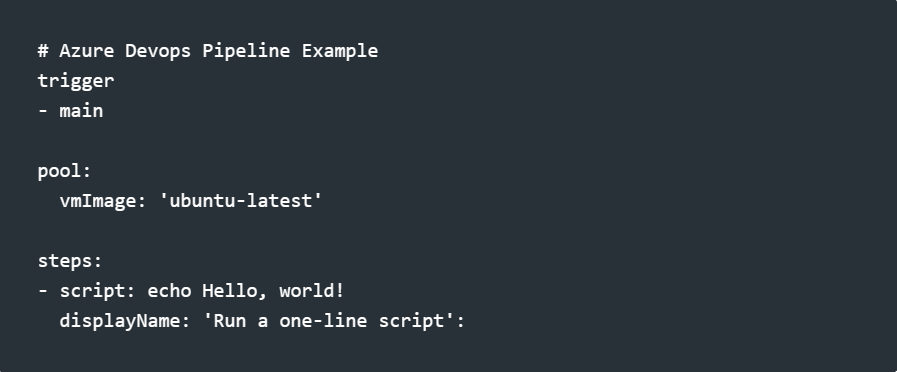 # Azure Devops Pipeline Example
trigger
- main
pool:
  vmImage: 'ubuntu-latest'
steps:
- script: echo Hello, world!
  displayName: 'Run a one-line script':